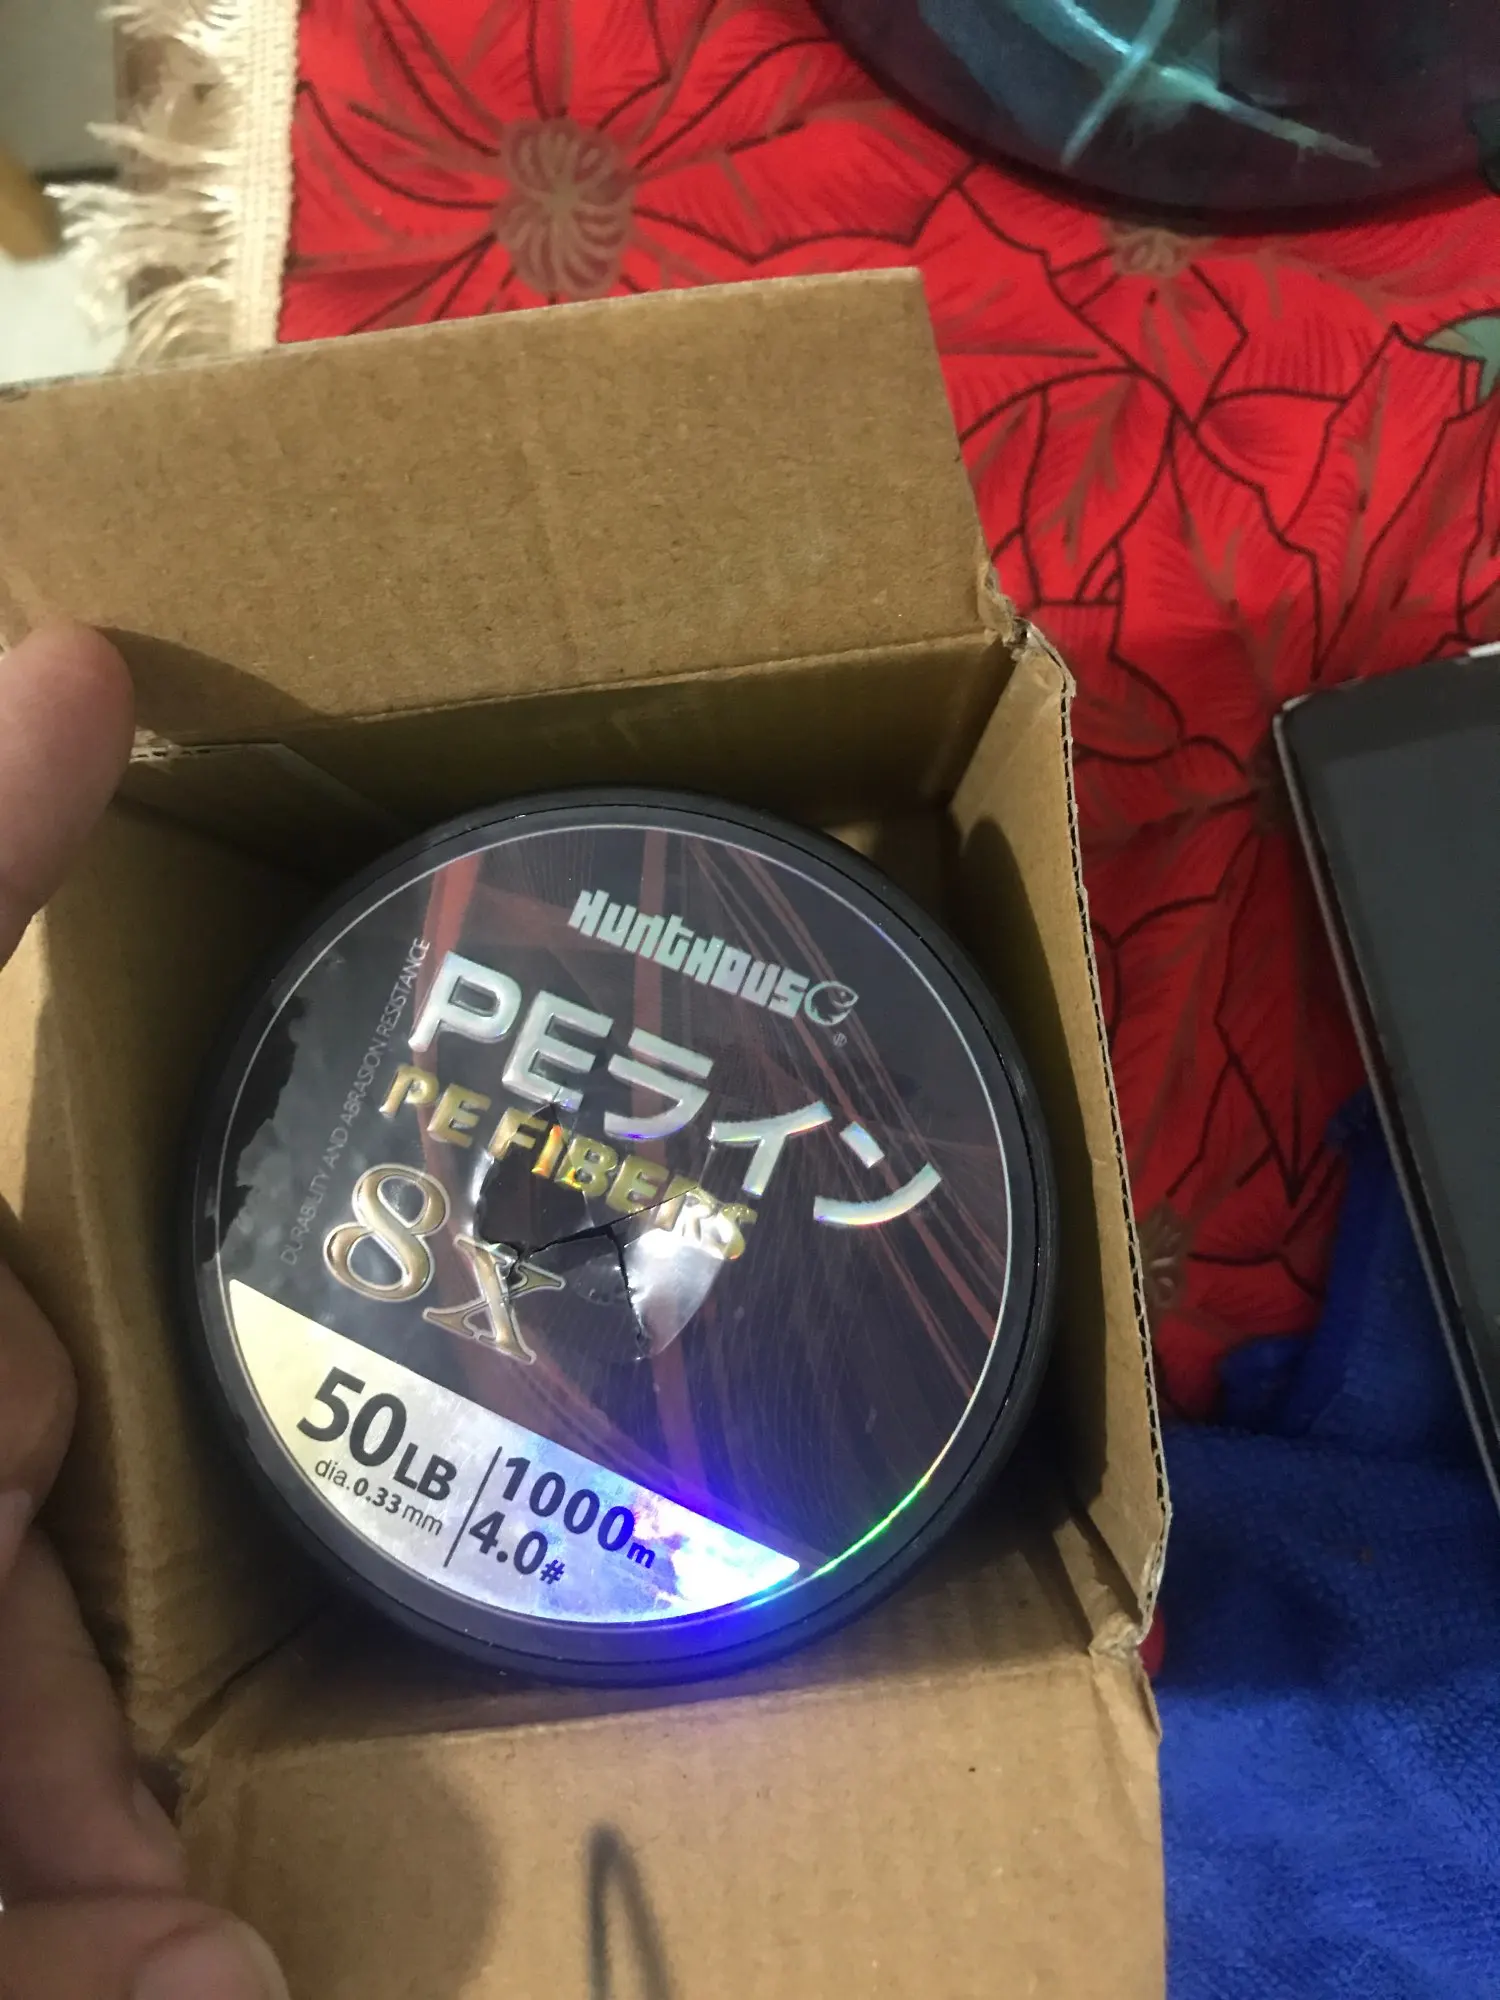 HUNTHOUSE
PEライン
PE FIBERS
8X
DURABILITY AND ABRASION RESISTANCE
50LB
dia.0.33mm
1000m
4.0#